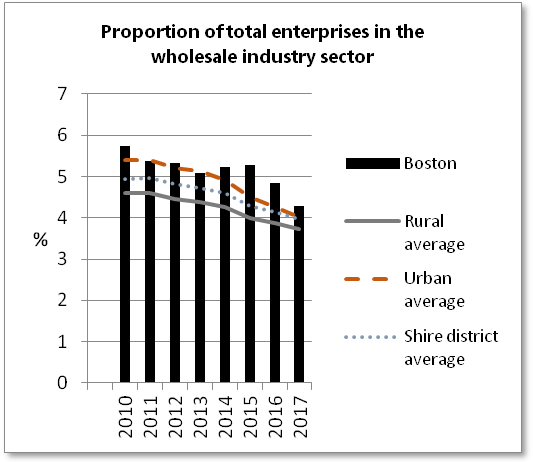 Proportion of total enterprises in the
wholesale industry sector
7
6
5
4
3
2
1
0
%
2010
2011
2012
2013
2014
2015
2016
2017
Boston
Rural
average
Urban
average
Shire district
average